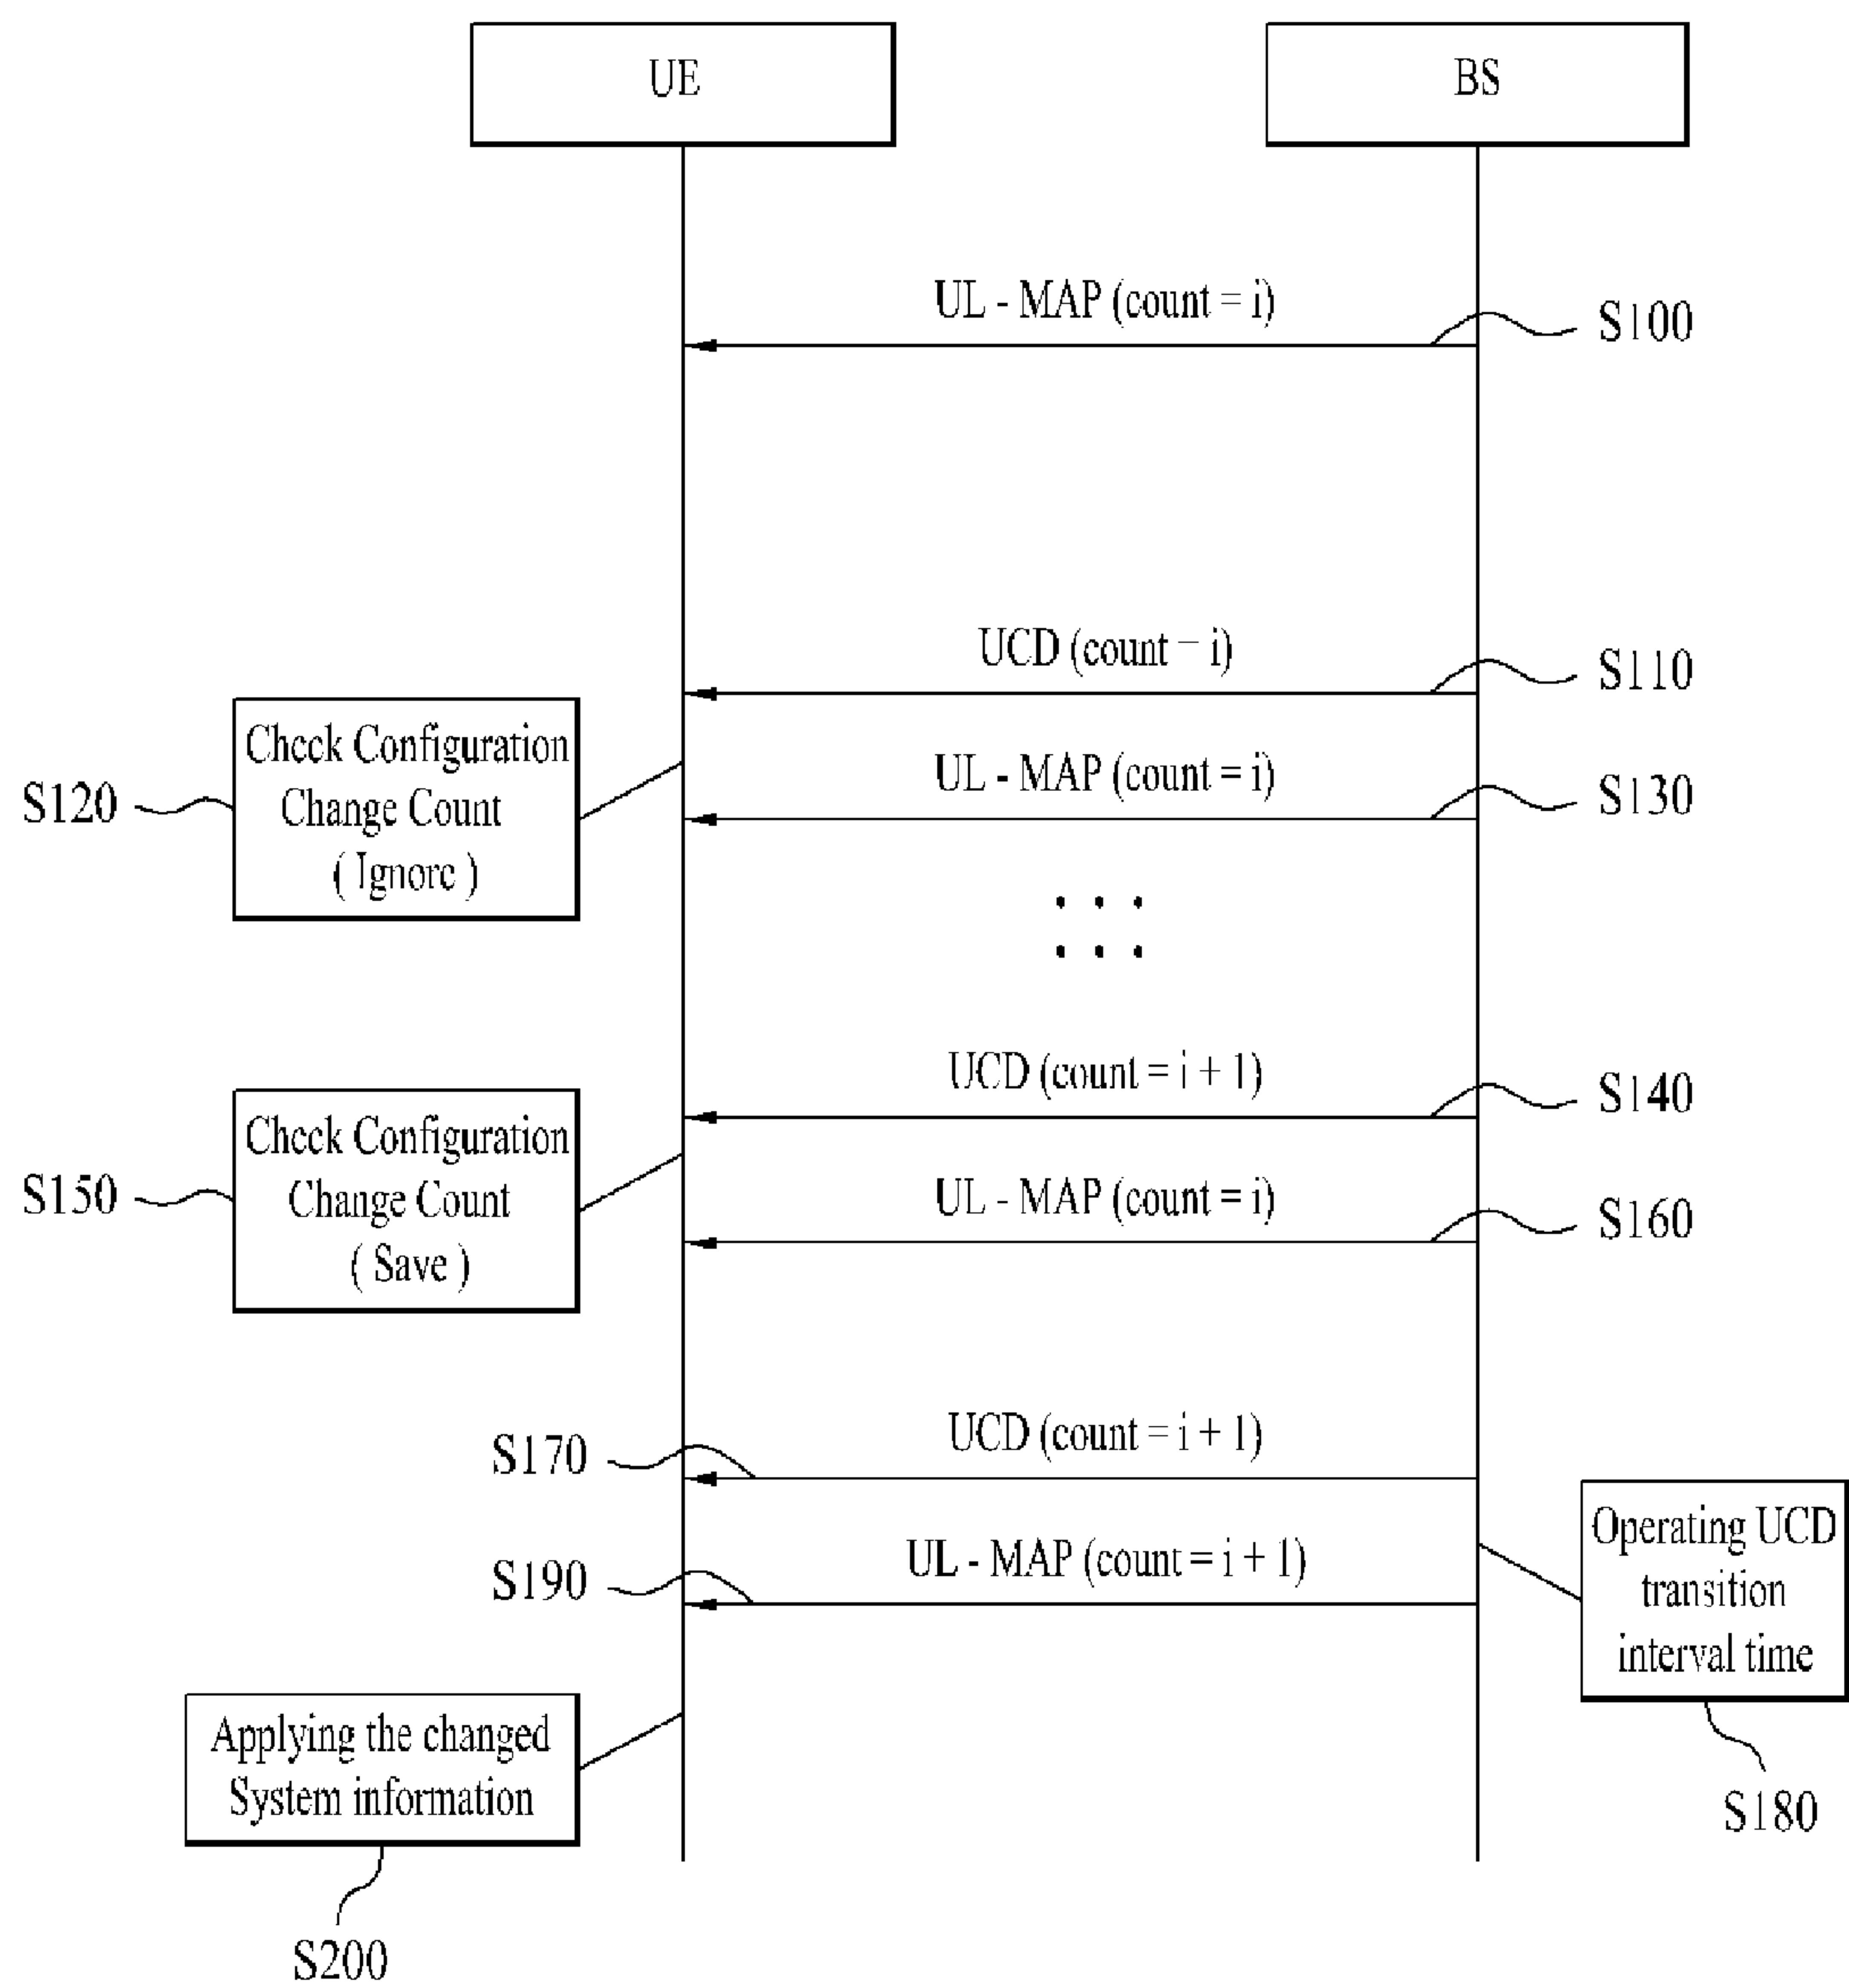 UE
BS
UL - MAP (count = i)
S100
UCD (count = i)
S110
Check Configuration
Change Count
( Ignore )
S120
UL - MAP (count = i)
S130
UCD (count = i + 1)
S140
Check Configuration
Change Count
( Save )
S150
UL - MAP (count = i)
S160
UCD (count = i + 1)
S170
Operating UCD
transition
interval time
S180
UL - MAP (count = i + 1)
S190
Applying the changed
System information
S200